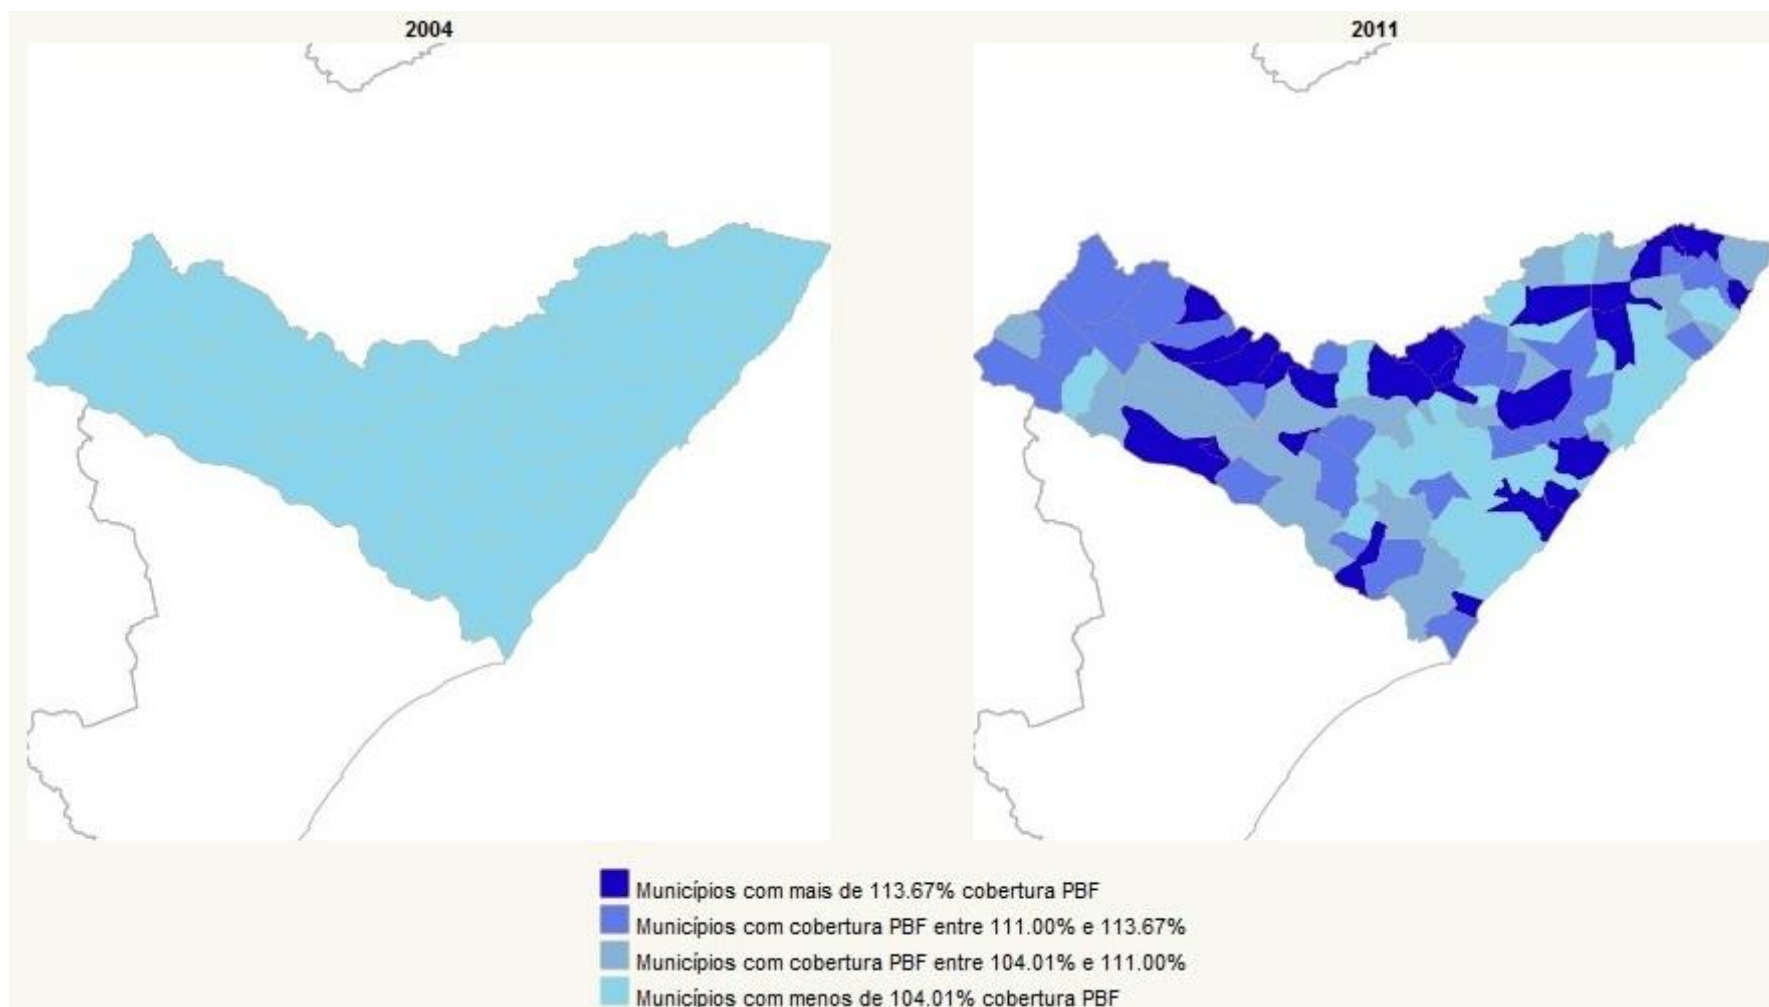 2004
2011
Municípios com mais de 113.67% cobertura PBF
Municípios com cobertura PBF entre 111.00% e 113.67%
Municípios com cobertura PBF entre 104.01% e 111.00%
Municípios com menos de 104.01% cobertura PBF